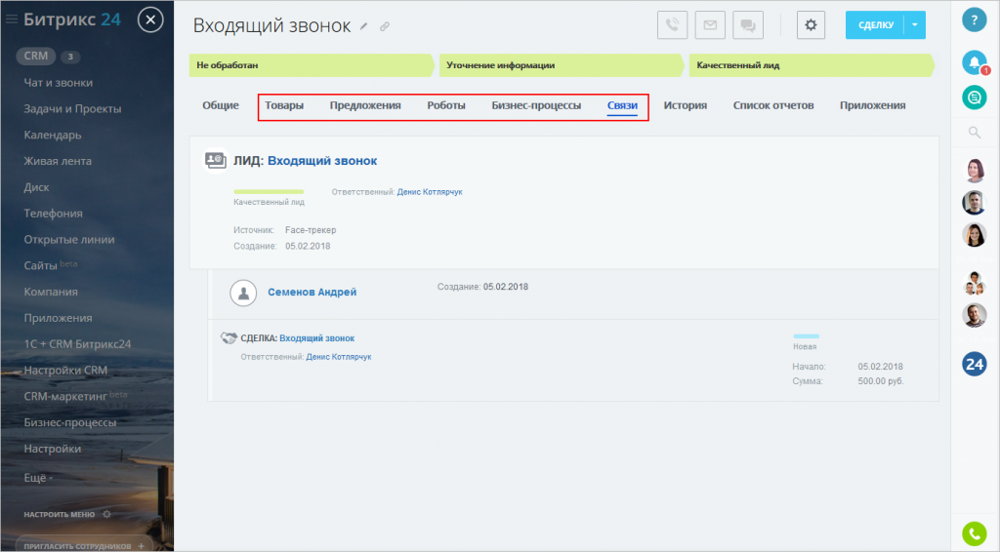 Битрикс 24
CRM 3
Чат и звонки
Задачи и Проекты
Календарь
Живая лента
Диск
Телефония
Открытые линии
Сайты beta
Компания
Приложения
1С + CRM Битрикс24
Настройки CRM
CRM-маркетинг beta
Бизнес-процессы
Настройки
Ещё -
НАСТРОИТЬ МЕНЮ
ПРИГЛАСИТЬ СОТРУДНИКОВ +
Входящий звонок
СДЕЛКУ
Не обработан Уточнение информации Качественный лид
Общие Товары Предложения Роботы Бизнес-процессы Связи История Список отчетов Приложения
ЛИД: Входящий звонок
Качественный лид
Ответственный: Денис Котлярчук
Источник: Face-трекер
Создание: 05.02.2018
Семенов Андрей
Создание: 05.02.2018
СДЕЛКА: Входящий звонок
Ответственный: Денис Котлярчук
Новая
Начало: 05.02.2018
Сумма: 500.00 руб.
?
1
24